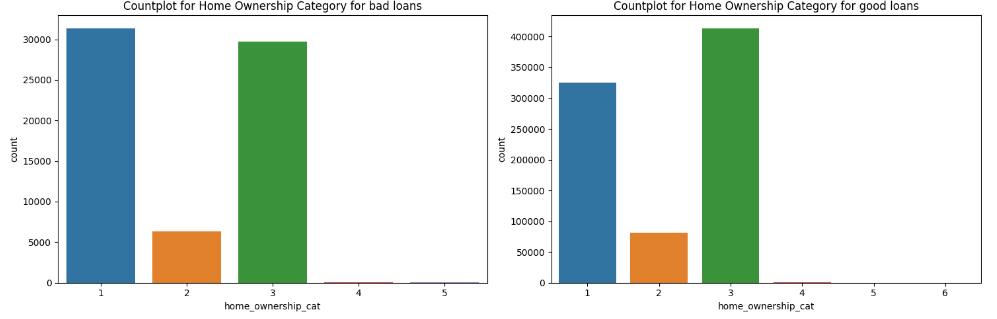 Countplot for Home Ownership Category for bad loans
30000
25000
20000
15000
10000
5000
0
count
1 2 3 4 5
home_ownership_cat
Countplot for Home Ownership Category for good loans
400000
350000
300000
250000
200000
150000
100000
50000
0
count
1 2 3 4 5 6
home_ownership_cat